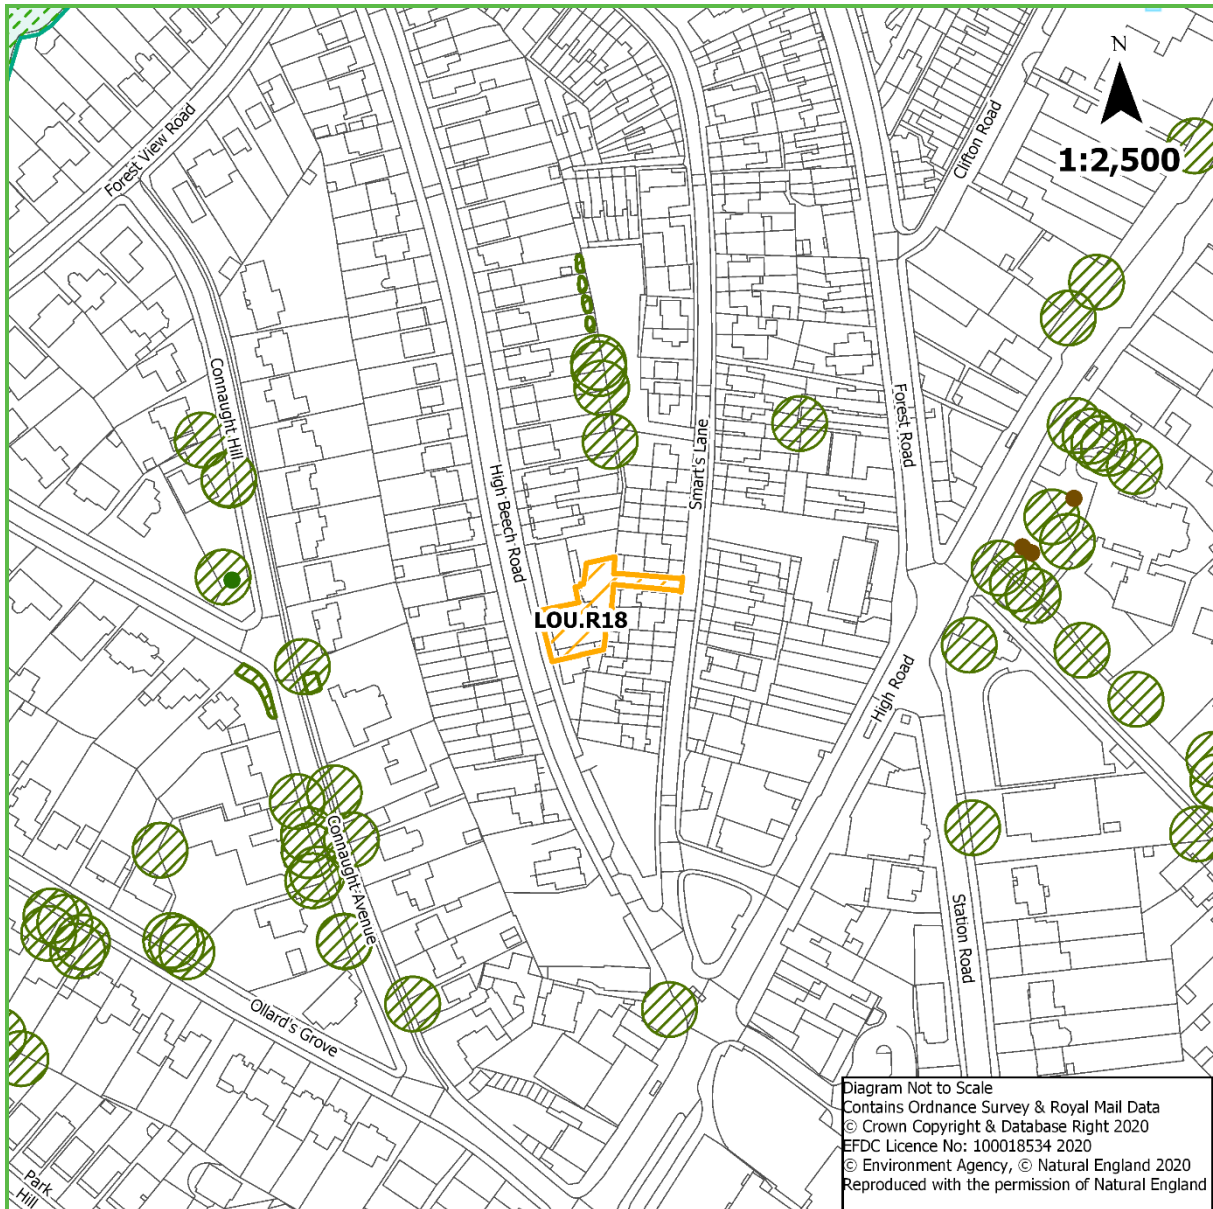 N
1:2,500
Forest View Road
Clifton Road
Connaught Hill
Forest Road
Smart's Lane
High Beech Road
LOU.R18
High Road
Connaught Avenue
Station Road
Ollard's Grove
Park
Hill
Diagram Not to Scale
Contains Ordnance Survey & Royal Mail Data
© Crown Copyright & Database Right 2020
EFDC Licence No: 100018534 2020
© Environment Agency, © Natural England 2020
Reproduced with the permission of Natural England